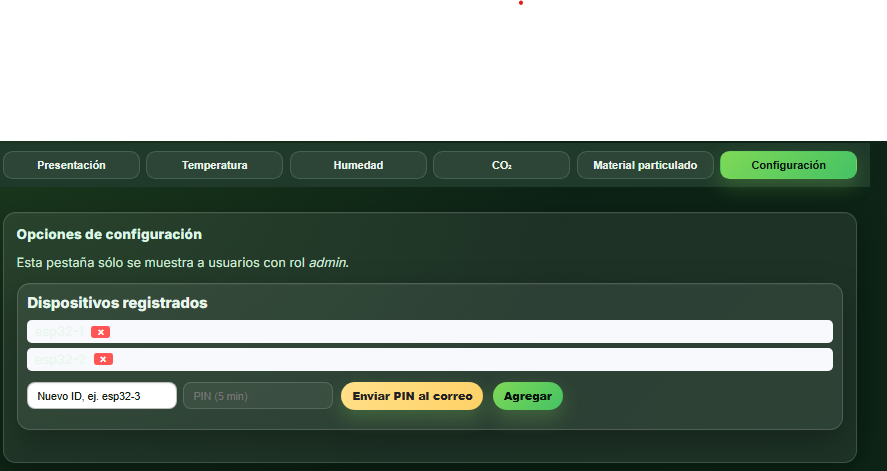 Presentación
Temperatura
Humedad
CO₂
Material particulado
Configuración
Opciones de configuración
Esta pestaña sólo se muestra a usuarios con rol admin.
Dispositivos registrados
esp32-1 ×
esp32-2 ×
Nuevo ID, ej. esp32-3
PIN (5 min)
Enviar PIN al correo
Agregar